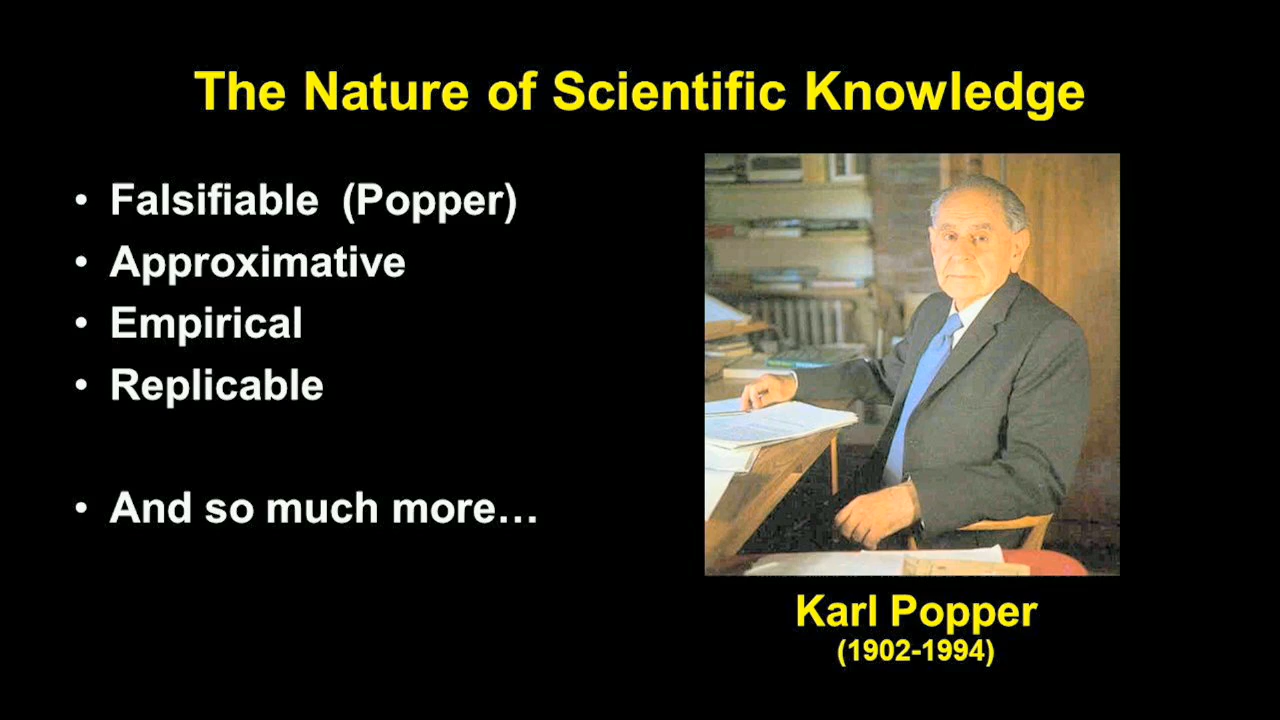 The Nature of Scientific Knowledge
• Falsifiable  (Popper)
• Approximative
• Empirical
• Replicable
• And so much more…
Karl Popper
(1902-1994)